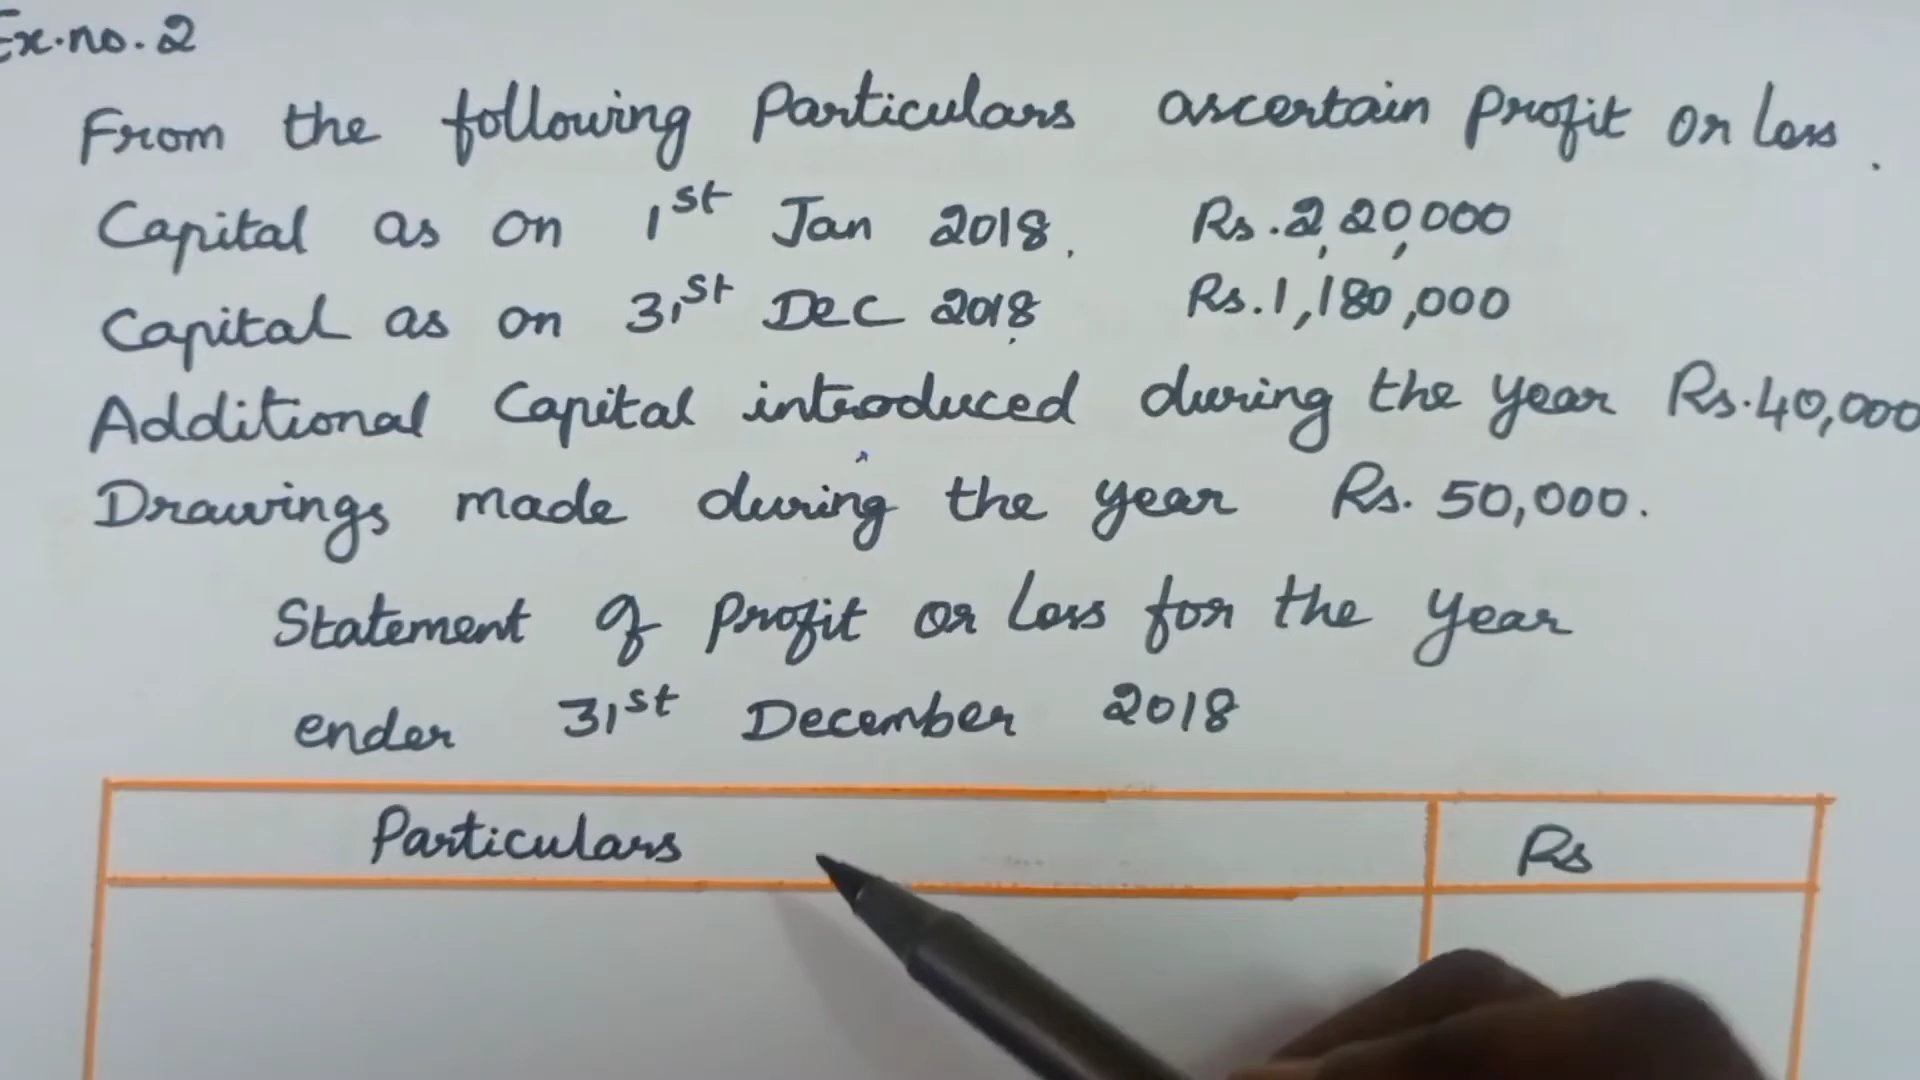 Ex.no.2
From the following Particulars ascertain Profit or loss.
Capital as on 1st Jan 2018. Rs.2,20,000
Capital as on 31st Dec 2018 Rs.1,180,000
Additional Capital introduced during the year Rs.40,000
Drawings made during the year Rs. 50,000.
Statement of profit or loss for the year
ender 31st December 2018
Particulars Rs